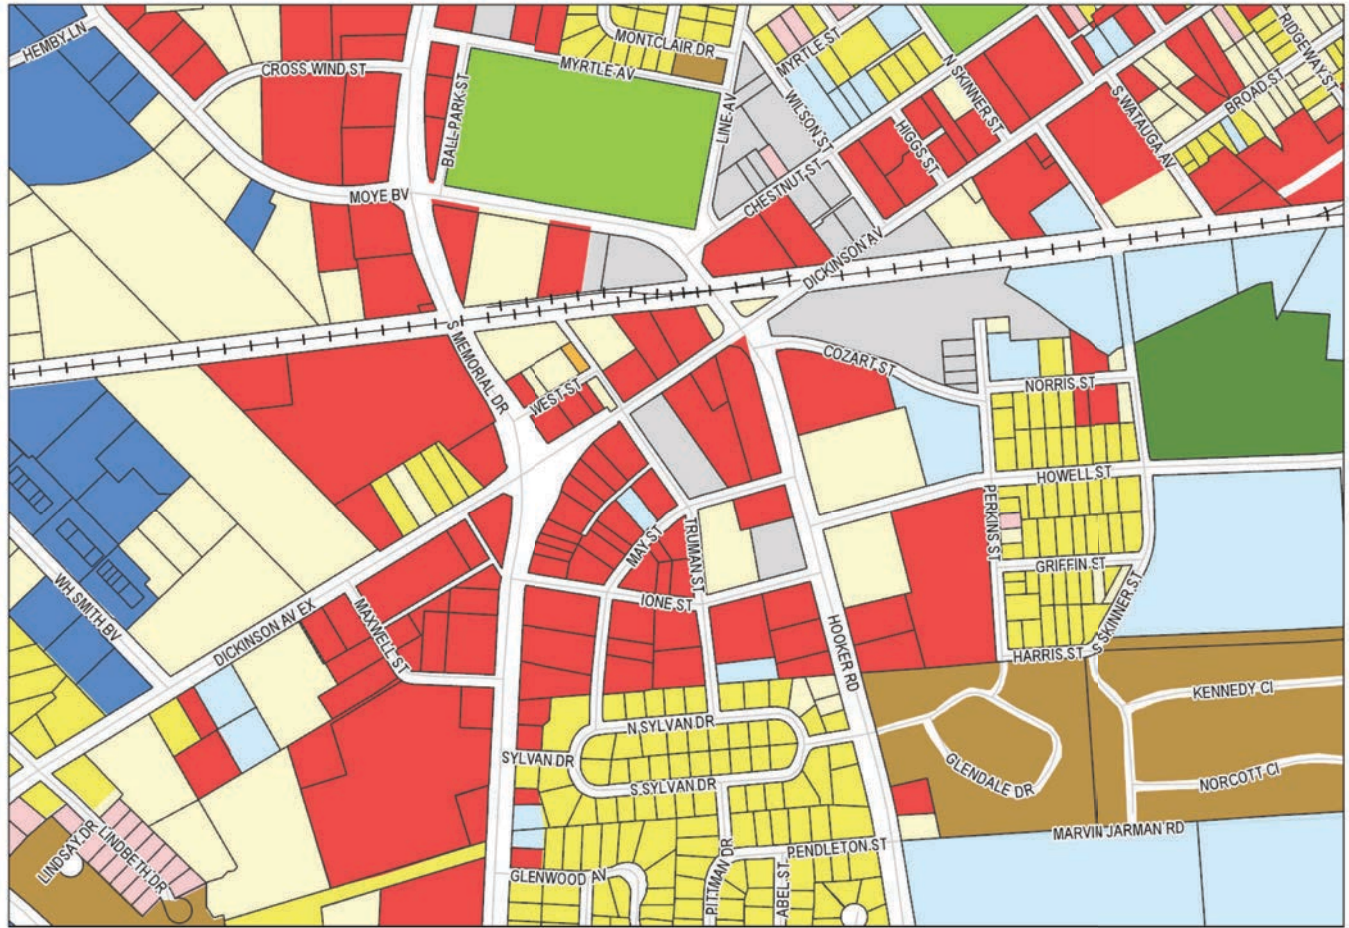 HEMBY LN
CROSS WIND ST
BALL PARK ST
MONTCLAIR DR
MYRTLE AV
LINE AV
MYRTLE ST
WILSON ST
N SKINNER ST
HIGGS ST
S WATAUGA AV
BROAD ST
RIDGEWAY ST
MOYE BV
CHESTNUT ST
DICKINSON AV
S MEMORIAL DR
WEST ST
COZART ST
NORRIS ST
HOWELL ST
PERKINS ST
GRIFFIN ST
S SKINNER ST
HARRIS ST
MAY ST
TRUMAN ST
IONE ST
HOOKER RD
WH SMITH BV
DICKINSON AV EX
MAXWELL ST
KENNEDY CI
NORCOTT CI
GLENDALE DR
MARVIN JARMAN RD
N SYLVAN DR
SYLVAN DR
S SYLVAN DR
PENDLETON ST
PITTMAN DR
ABEL ST
GLENWOOD AV
LINDSAY DR
LINDBETH DR